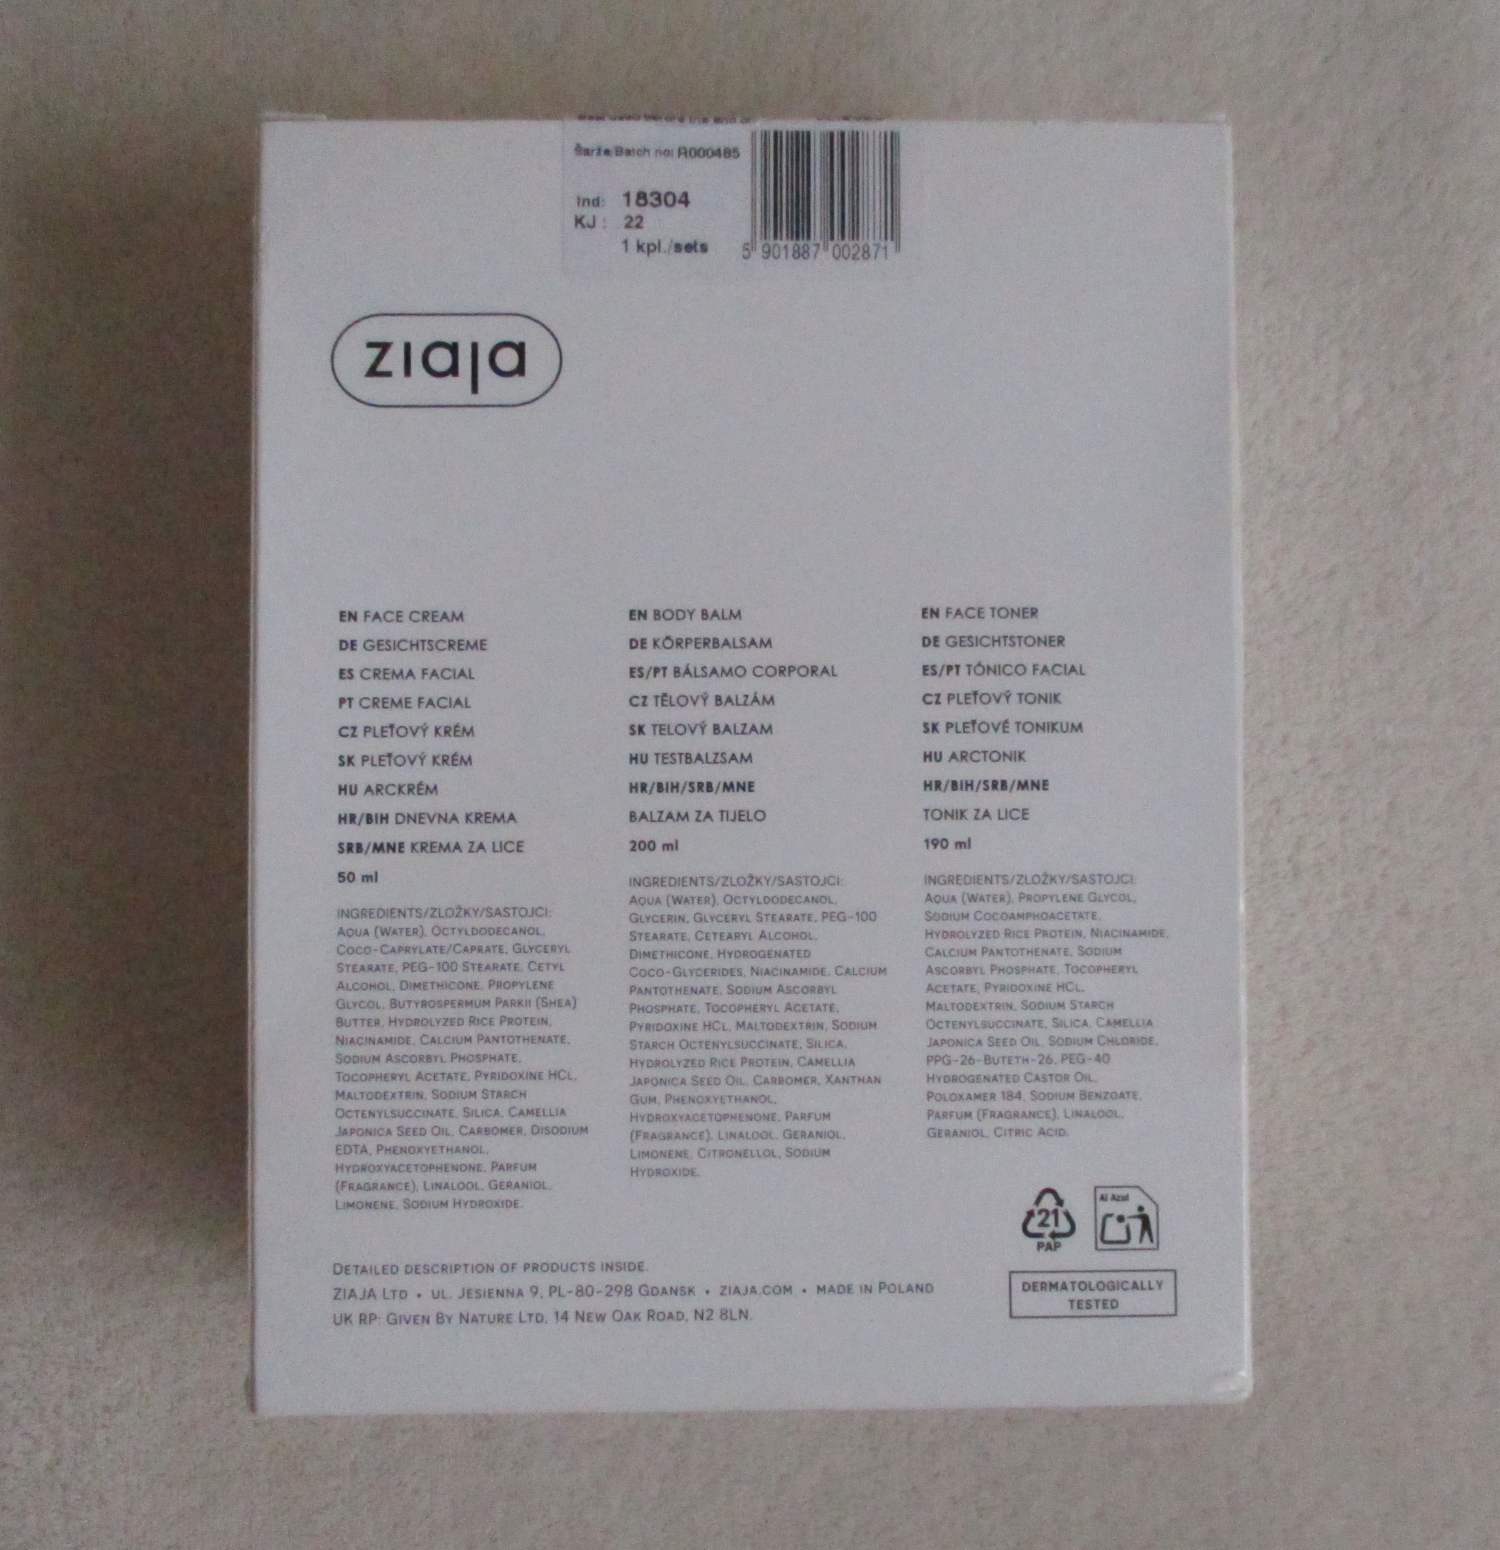 Šarže/Batch no: R000485
Ind: 18304
KJ : 22
1 kpl./sets
5 901887 002871
ziaja
EN FACE CREAM
DE GESICHTSCREME
ES CREMA FACIAL
PT CREME FACIAL
CZ PLEŤOVÝ KRÉM
SK PLEŤOVÝ KRÉM
HU ARCKRÉM
HR/BIH DNEVNA KREMA
SRB/MNE KREMA ZA LICE
50 ml
INGREDIENTS/ZLOŽKY/SASTOJCI:
AQUA (WATER), OCTYLDODECANOL,
COCO-CAPRYLATE/CAPRATE, GLYCERYL
STEARATE, PEG-100 STEARATE, CETYL
ALCOHOL, DIMETHICONE, PROPYLENE
GLYCOL, BUTYROSPERMUM PARKII (SHEA)
BUTTER, HYDROLYZED RICE PROTEIN,
NIACINAMIDE, CALCIUM PANTOTHENATE,
SODIUM ASCORBYL PHOSPHATE,
TOCOPHERYL ACETATE, PYRIDOXINE HCL,
MALTODEXTRIN, SODIUM STARCH
OCTENYLSUCCINATE, SILICA, CAMELLIA
JAPONICA SEED OIL, CARBOMER, DISODIUM
EDTA, PHENOXYETHANOL,
HYDROXYACETOPHENONE, PARFUM
(FRAGRANCE), LINALOOL, GERANIOL,
LIMONENE, SODIUM HYDROXIDE.
EN BODY BALM
DE KÖRPERBALSAM
ES/PT BÁLSAMO CORPORAL
CZ TĚLOVÝ BALZÁM
SK TELOVÝ BALZAM
HU TESTBALZSAM
HR/BIH/SRB/MNE
BALZAM ZA TIJELO
200 ml
INGREDIENTS/ZLOŽKY/SASTOJCI:
AQUA (WATER), OCTYLDODECANOL,
GLYCERIN, GLYCERYL STEARATE, PEG-100
STEARATE, CETEARYL ALCOHOL,
DIMETHICONE, HYDROGENATED
COCO-GLYCERIDES, NIACINAMIDE, CALCIUM
PANTOTHENATE, SODIUM ASCORBYL
PHOSPHATE, TOCOPHERYL ACETATE,
PYRIDOXINE HCL, MALTODEXTRIN, SODIUM
STARCH OCTENYLSUCCINATE, SILICA,
HYDROLYZED RICE PROTEIN, CAMELLIA
JAPONICA SEED OIL, CARBOMER, XANTHAN
GUM, PHENOXYETHANOL,
HYDROXYACETOPHENONE, PARFUM
(FRAGRANCE), LINALOOL, GERANIOL,
LIMONENE, CITRONELLOL, SODIUM
HYDROXIDE.
EN FACE TONER
DE GESICHTSTONER
ES/PT TÓNICO FACIAL
CZ PLEŤOVÝ TONIK
SK PLEŤOVÉ TONIKUM
HU ARCTONIK
HR/BIH/SRB/MNE
TONIK ZA LICE
190 ml
INGREDIENTS/ZLOŽKY/SASTOJCI:
AQUA (WATER), PROPYLENE GLYCOL,
SODIUM COCOAMPHOACETATE,
HYDROLYZED RICE PROTEIN, NIACINAMIDE,
CALCIUM PANTOTHENATE, SODIUM
ASCORBYL PHOSPHATE, TOCOPHERYL
ACETATE, PYRIDOXINE HCL,
MALTODEXTRIN, SODIUM STARCH
OCTENYLSUCCINATE, SILICA, CAMELLIA
JAPONICA SEED OIL, SODIUM CHLORIDE,
PPG-26-BUTETH-26, PEG-40
HYDROGENATED CASTOR OIL,
POLOXAMER 184, SODIUM BENZOATE,
PARFUM (FRAGRANCE), LINALOOL,
GERANIOL, CITRIC ACID.
21
PAP
Al Azul
DERMATOLOGICALLY
TESTED
DETAILED DESCRIPTION OF PRODUCTS INSIDE.
ZIAJA LTD • UL. JESIENNA 9, PL-80-298 GDANSK • ZIAJA.COM • MADE IN POLAND
UK RP: GIVEN BY NATURE LTD, 14 NEW OAK ROAD, N2 8LN.